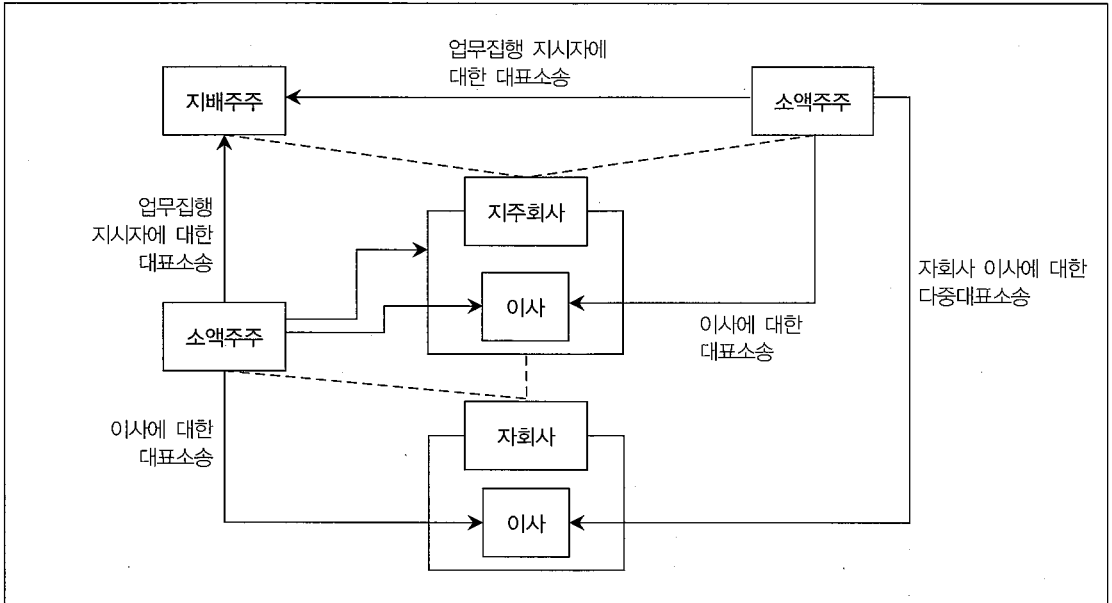 업무집행 지시자에
대한 대표소송
지배주주
소액주주
지주회사
업무집행
지시자에 대한
대표소송
이사
자회사 이사에 대한
다중대표소송
소액주주
이사에 대한
대표소송
자회사
이사에 대한
대표소송
이사